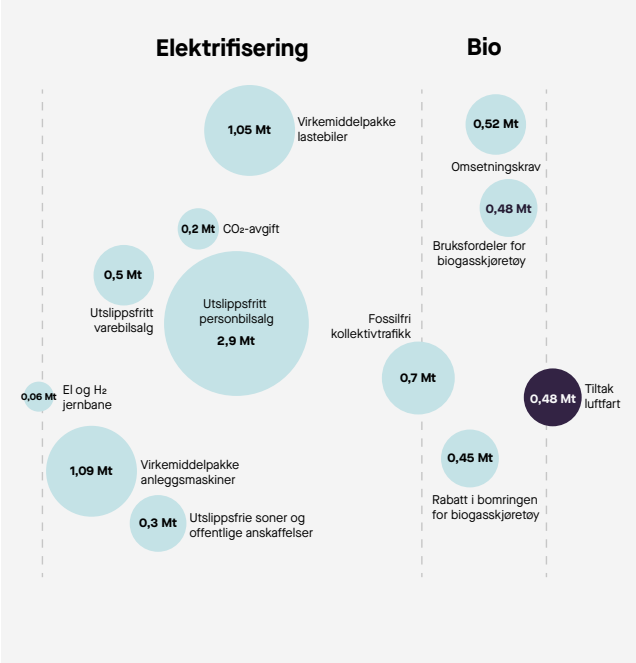 Elektrifisering
Bio
1,05 Mt
Virkemiddelpakke
lastebiler
0,52 Mt
Omsetningskrav
0,48 Mt
Bruksfordeler for
biogasskjøretøy
0,2 Mt
CO₂-avgift
0,5 Mt
Utslippsfritt
varebilsalg
Utslippsfritt
personbilsalg
2,9 Mt
Fossilfri
kollektivtrafikk
0,7 Mt
0,06 Mt
El og H₂
jernbane
0,48 Mt
Tiltak
luftfart
1,09 Mt
Virkemiddelpakke
anleggsmaskiner
0,45 Mt
Rabatt i bomringen
for biogasskjøretøy
0,3 Mt
Utslippsfrie soner og
offentlige anskaffelser